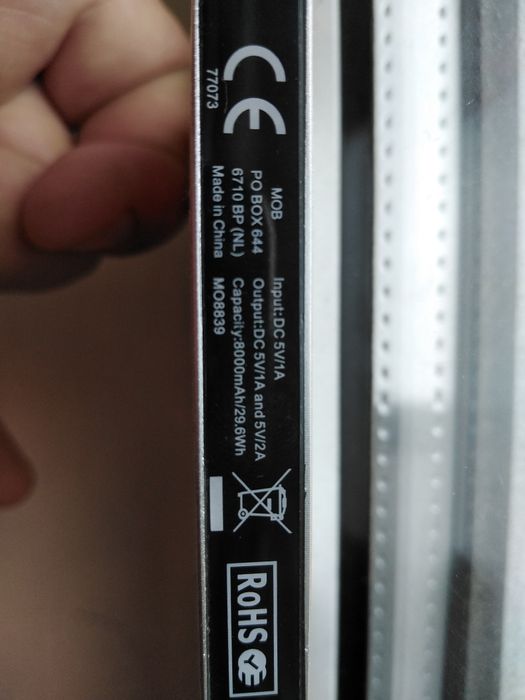 CE
77073
MOB
PO BOX 644
6710 BP (NL)
Made in China
Input:DC 5V/1A
Output:DC 5V/1A and 5V/2A
Capacity:8000mAh/29.6Wh
MO8839
RoHS